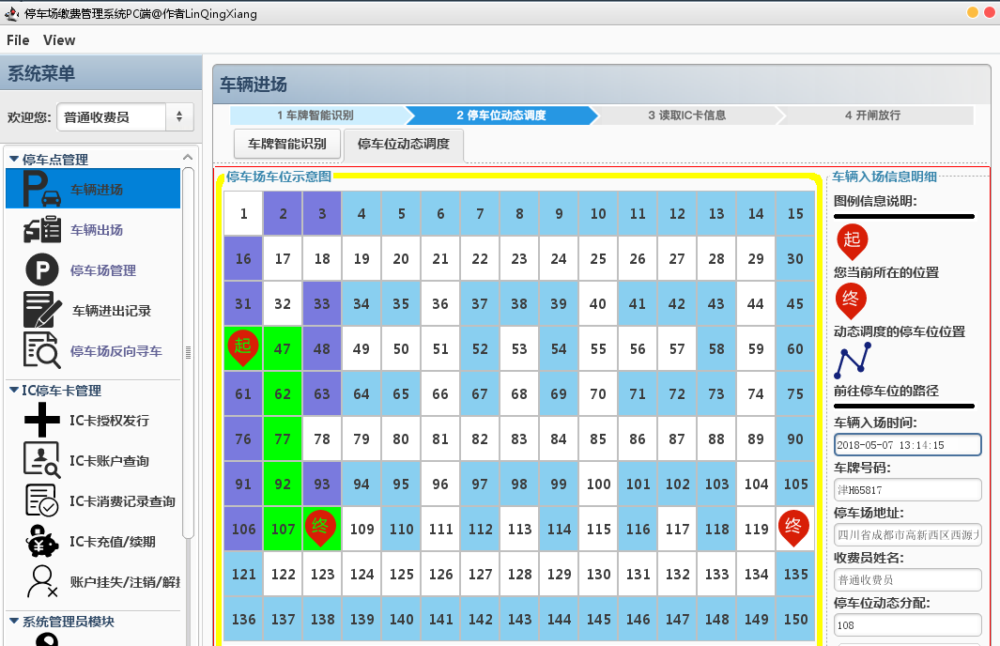 停车场缴费管理系统PC端@作者LinQingXiang
File View
系统菜单
欢迎您: 普通收费员
停车点管理
车辆进场
车辆出场
停车场管理
车辆进出记录
停车场反向寻车
IC停车卡管理
IC卡授权发行
IC卡账户查询
IC卡消费记录查询
IC卡充值/续期
账户挂失/注销/解挂
系统管理员模块
车辆进场
1 车牌智能识别 2 停车位动态调度 3 读取IC卡信息 4 开闸放行
车牌智能识别 停车位动态调度
停车场车位示意图
1 2 3 4 5 6 7 8 9 10 11 12 13 14 15
16 17 18 19 20 21 22 23 24 25 26 27 28 29 30
31 32 33 34 35 36 37 38 39 40 41 42 43 44 45
起 47 48 49 50 51 52 53 54 55 56 57 58 59 60
61 62 63 64 65 66 67 68 69 70 71 72 73 74 75
76 77 78 79 80 81 82 83 84 85 86 87 88 89 90
91 92 93 94 95 96 97 98 99 100 101 102 103 104 105
106 107 终 109 110 111 112 113 114 115 116 117 118 119 终
121 122 123 124 125 126 127 128 129 130 131 132 133 134 135
136 137 138 139 140 141 142 143 144 145 146 147 148 149 150
车辆入场信息明细
图例信息说明:
起
您当前所在的位置
终
动态调度的停车位位置
前往停车位的路径
车辆入场时间:
2018-05-07 13:14:15
车牌号码:
津H65817
停车场地址:
四川省成都市高新西区西源大
收费员姓名:
普通收费员
停车位动态分配:
108